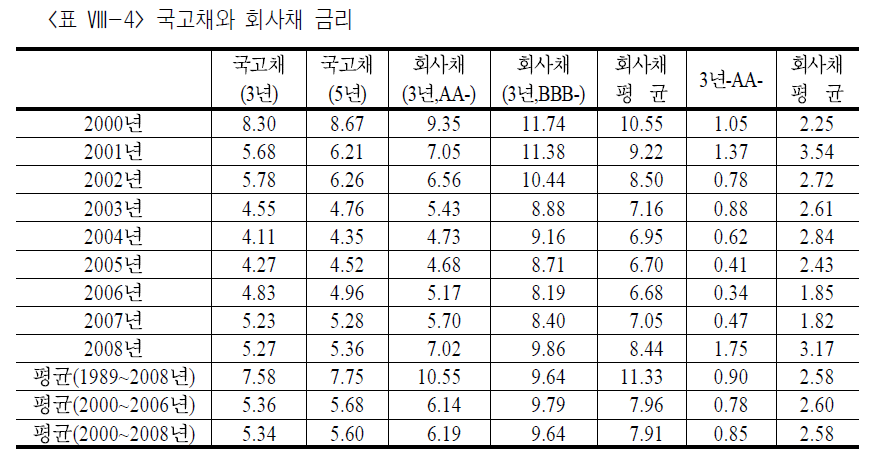 <표 Ⅷ-4> 국고채와 회사채 금리
국고채 국고채 회사채 회사채 회사채 3년-AA- 회사채
(3년) (5년) (3년,AA-) (3년,BBB-) 평 균 평 균
2000년 8.30 8.67 9.35 11.74 10.55 1.05 2.25
2001년 5.68 6.21 7.05 11.38 9.22 1.37 3.54
2002년 5.78 6.26 6.56 10.44 8.50 0.78 2.72
2003년 4.55 4.76 5.43 8.88 7.16 0.88 2.61
2004년 4.11 4.35 4.73 9.16 6.95 0.62 2.84
2005년 4.27 4.52 4.68 8.71 6.70 0.41 2.43
2006년 4.83 4.96 5.17 8.19 6.68 0.34 1.85
2007년 5.23 5.28 5.70 8.40 7.05 0.47 1.82
2008년 5.27 5.36 7.02 9.86 8.44 1.75 3.17
평균(1989~2008년) 7.58 7.75 10.55 9.64 11.33 0.90 2.58
평균(2000~2006년) 5.36 5.68 6.14 9.79 7.96 0.78 2.60
평균(2000~2008년) 5.34 5.60 6.19 9.64 7.91 0.85 2.58